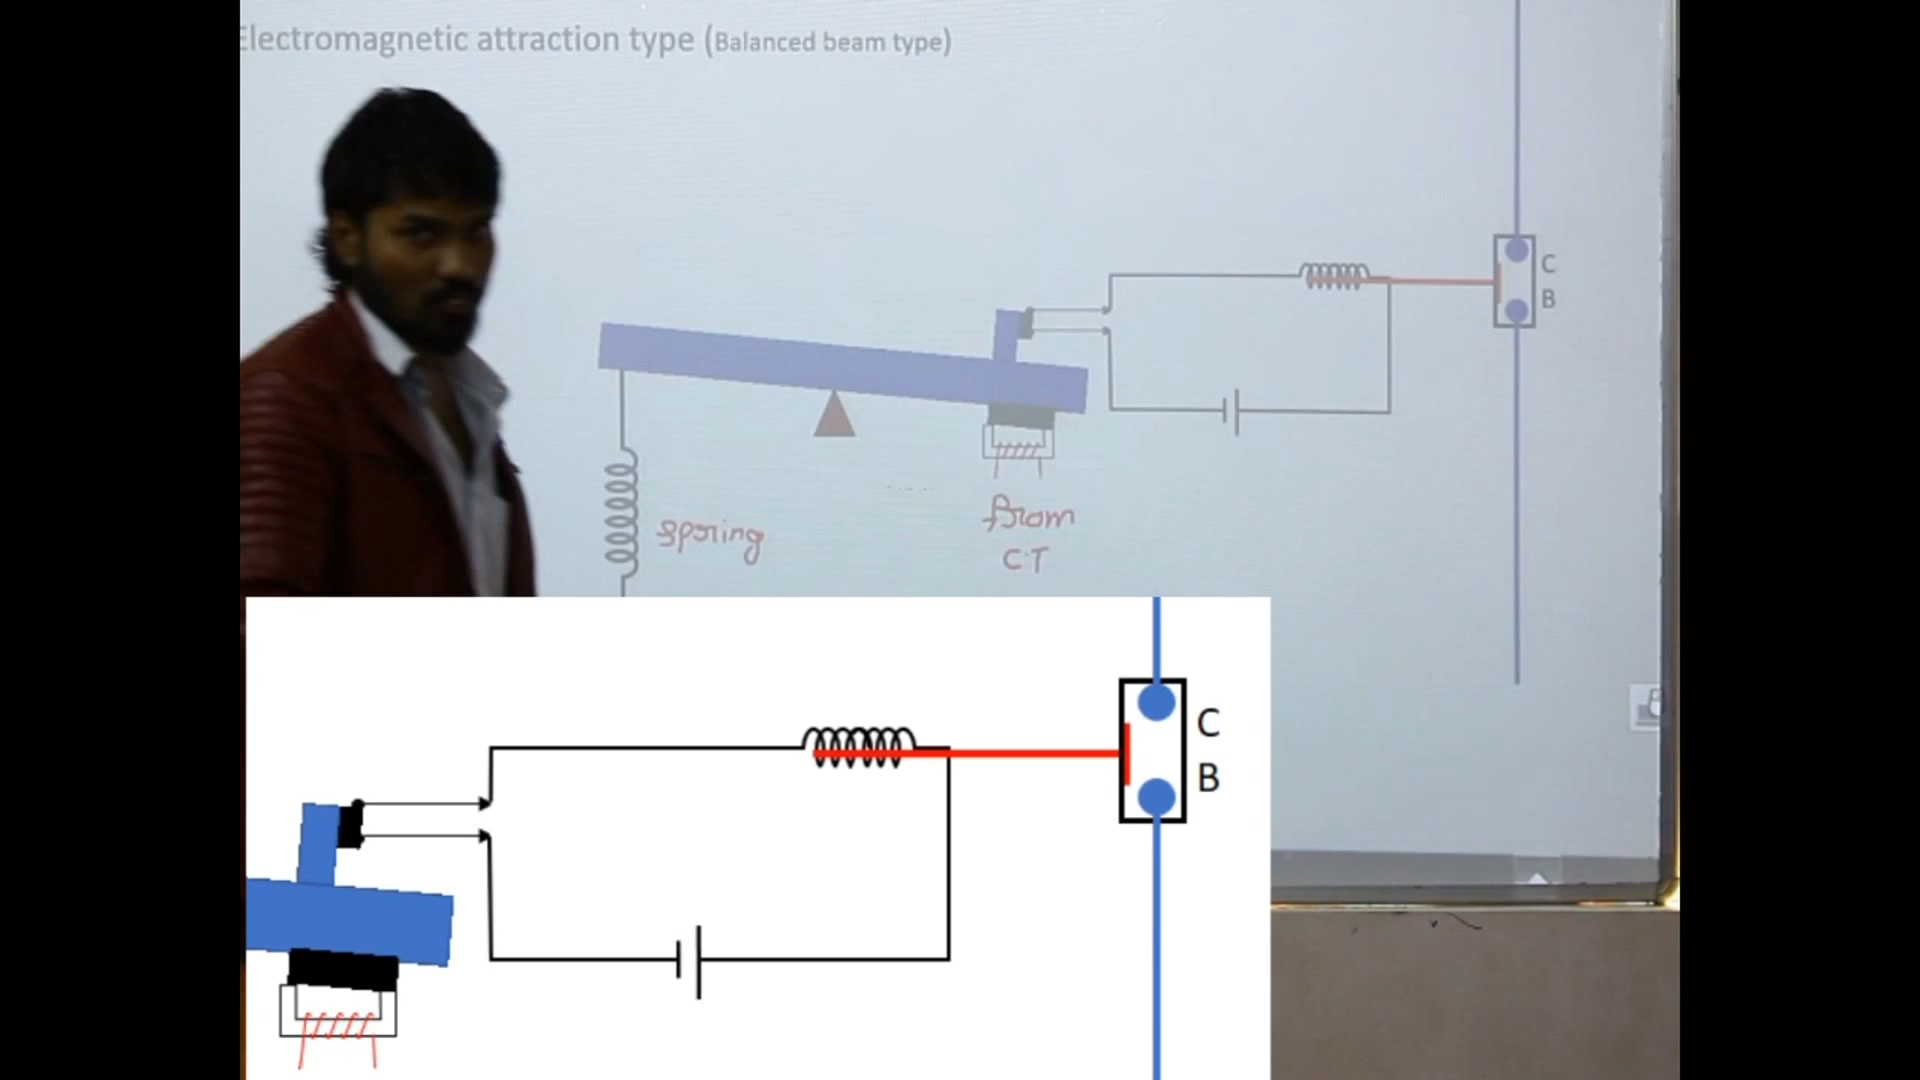 Electromagnetic attraction type (Balanced beam type)
C
B
spring
from
C.T
C
B